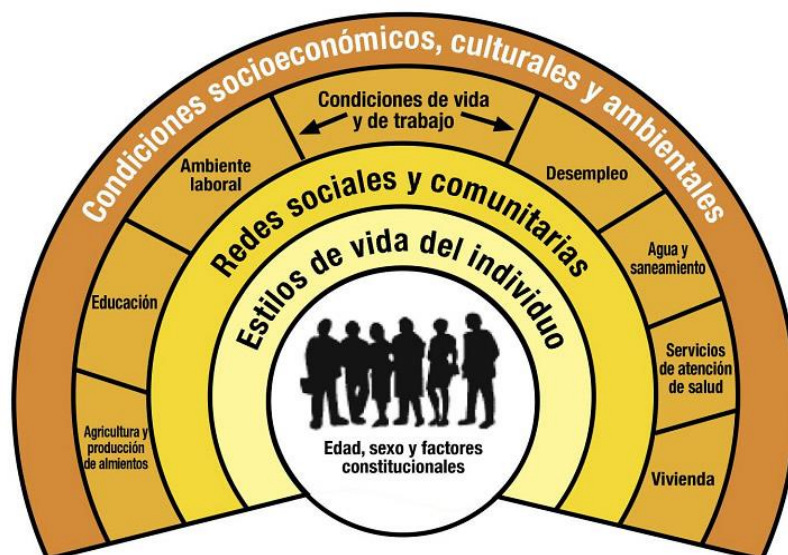 Condiciones socioeconómicos, culturales y ambientales
Condiciones de vida
y de trabajo
Ambiente
laboral
Desempleo
Redes sociales y comunitarias
Agua y
saneamiento
Estilos de vida del individuo
Educación
Servicios
de atención
de salud
Agricultura y
producción
de almientos
Edad, sexo y factores
constitucionales
Vivienda